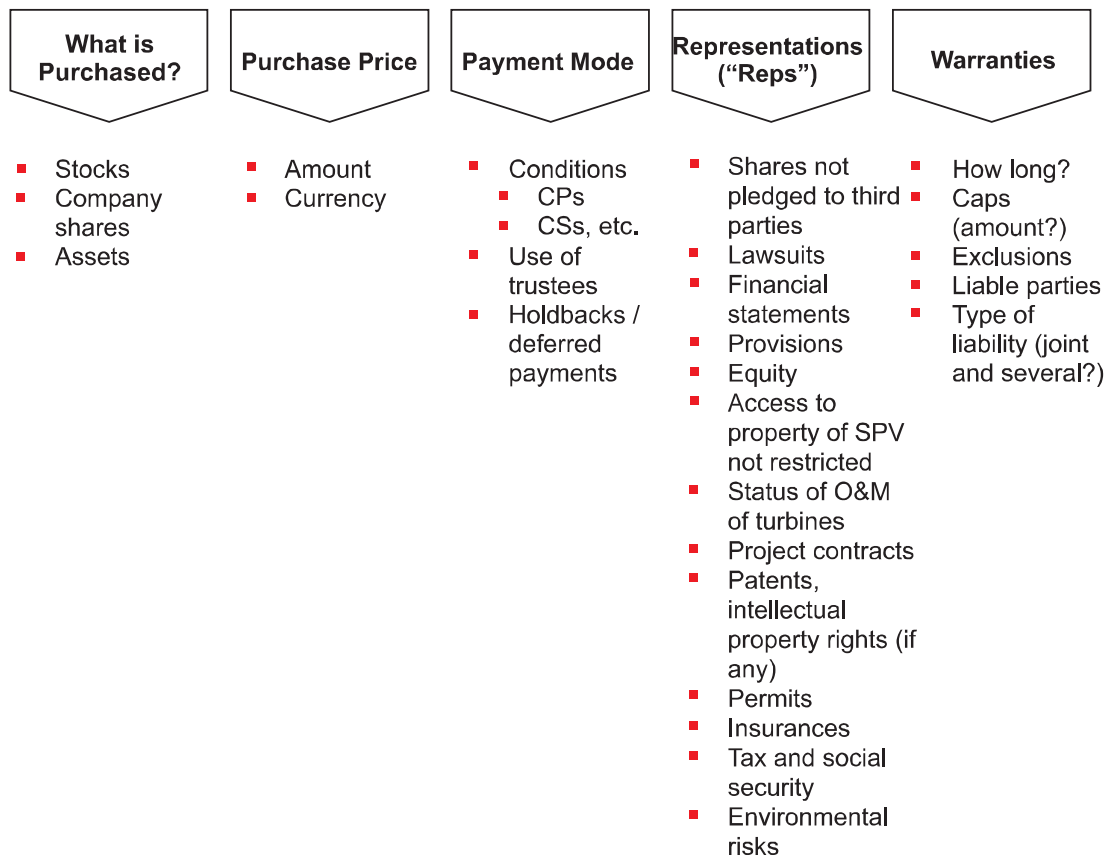 What is
Purchased?
Stocks
Company
shares
Assets
Purchase Price
Amount
Currency
Payment Mode
Conditions
CPs
CSs, etc.
Use of
trustees
Holdbacks /
deferred
payments
Representations
(“Reps”)
Shares not
pledged to third
parties
Lawsuits
Financial
statements
Provisions
Equity
Access to
property of SPV
not restricted
Status of O&M
of turbines
Project contracts
Patents,
intellectual
property rights (if
any)
Permits
Insurances
Tax and social
security
Environmental
risks
Warranties
How long?
Caps
(amount?)
Exclusions
Liable parties
Type of
liability (joint
and several?)